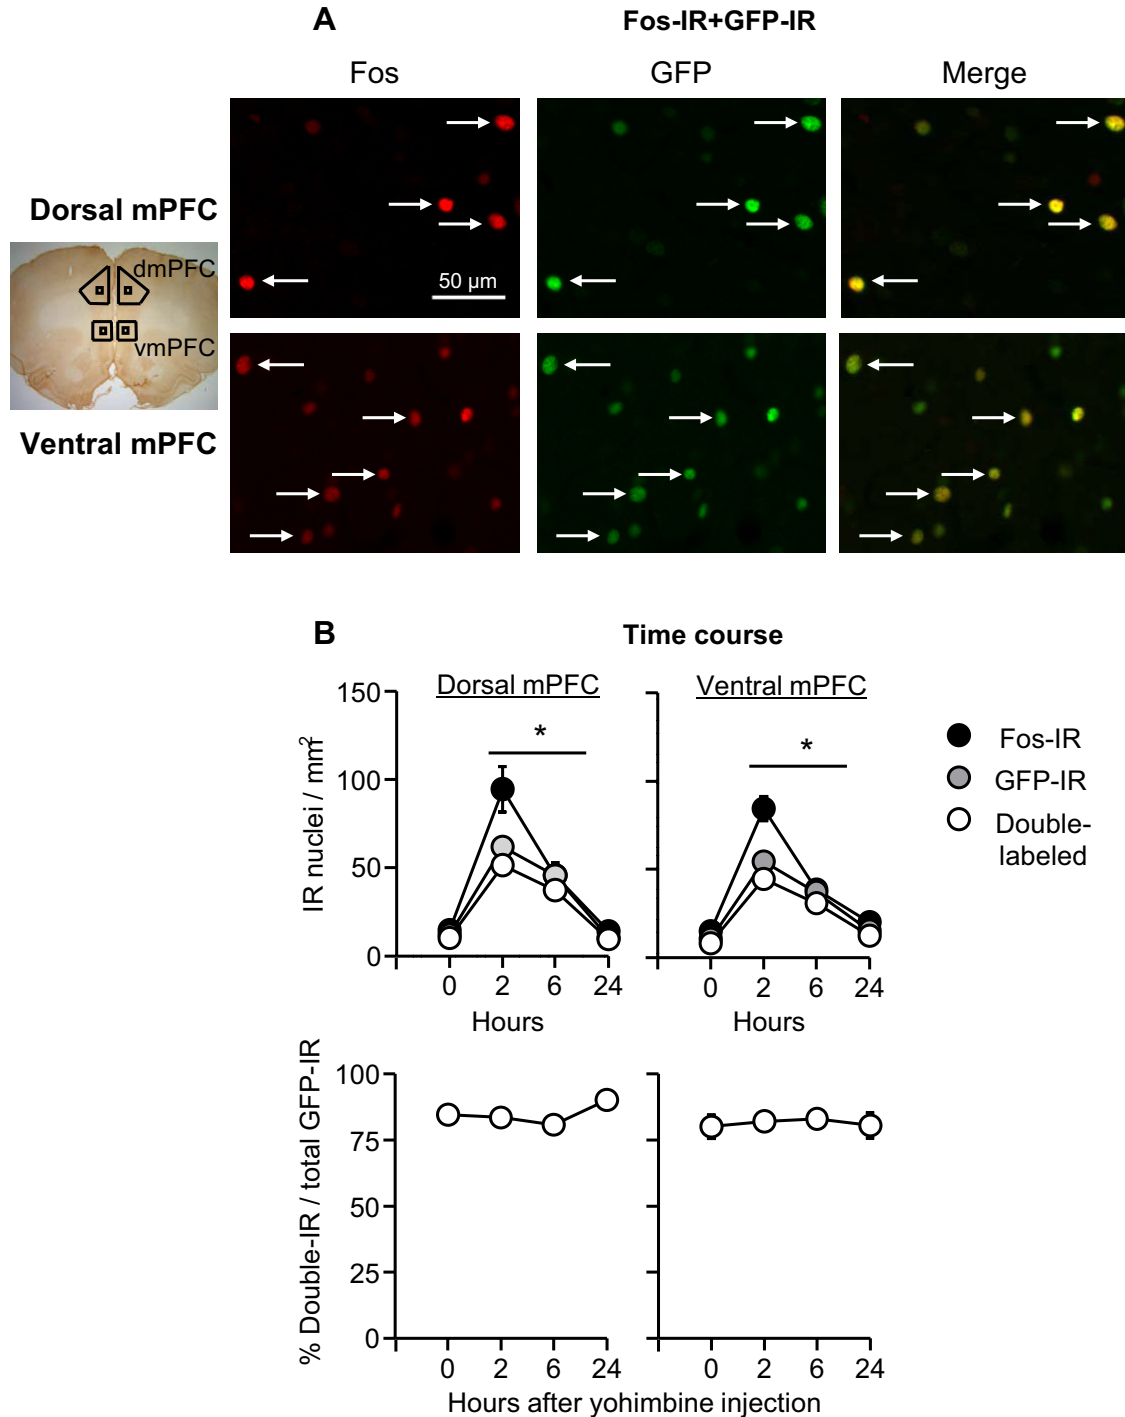 A
Fos-IR+GFP-IR
Fos
GFP
Merge
Dorsal mPFC
dmPFC
vmPFC
Ventral mPFC
50 µm
B
Time course
Dorsal mPFC
Ventral mPFC
150
100
50
0
IR nuclei / mm²
*
*
0 2 6 24
Hours
0 2 6 24
Hours
Fos-IR
GFP-IR
Double-
labeled
100
75
50
25
0
% Double-IR / total GFP-IR
0 2 6 24
0 2 6 24
Hours after yohimbine injection